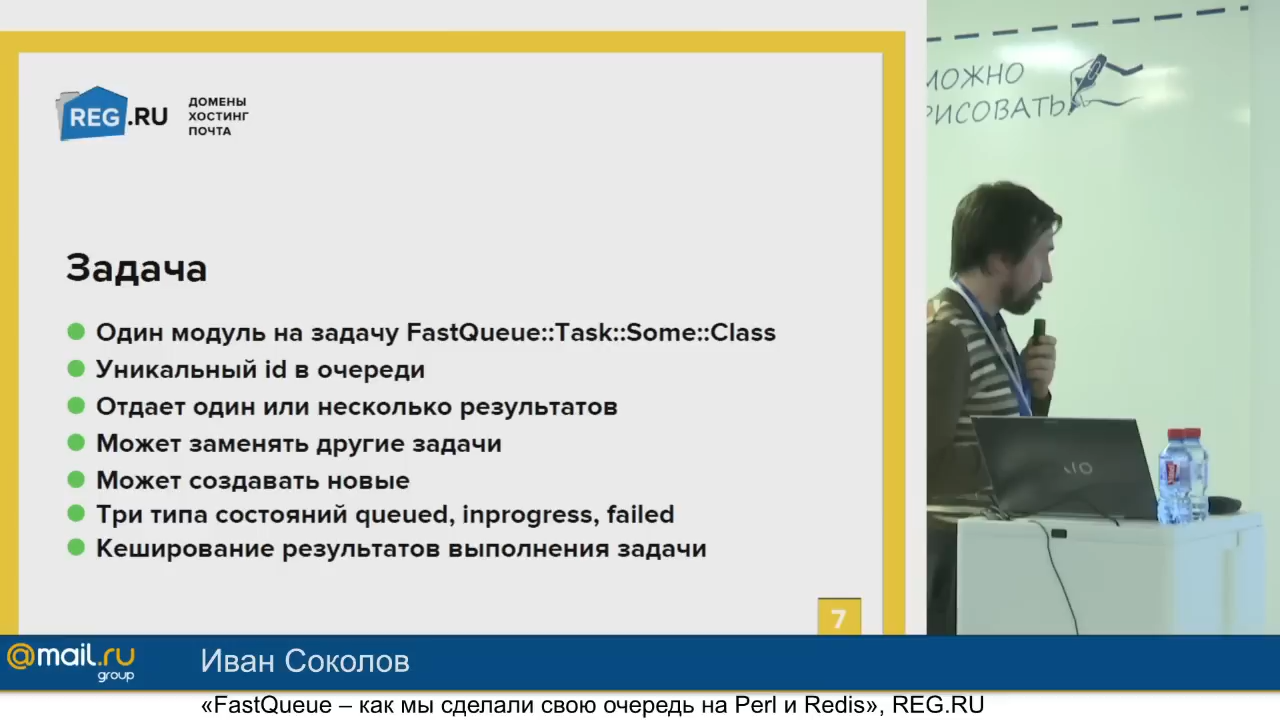 REG.RU
ДОМЕНЫ
ХОСТИНГ
ПОЧТА
Задача
Один модуль на задачу FastQueue::Task::Some::Class
Уникальный id в очереди
Отдает один или несколько результатов
Может заменять другие задачи
Может создавать новые
Три типа состояний queued, inprogress, failed
Кеширование результатов выполнения задачи
7
МОЖНО
РИСОВАТЬ
@mail.ru
group
Иван Соколов
«FastQueue – как мы сделали свою очередь на Perl и Redis», REG.RU